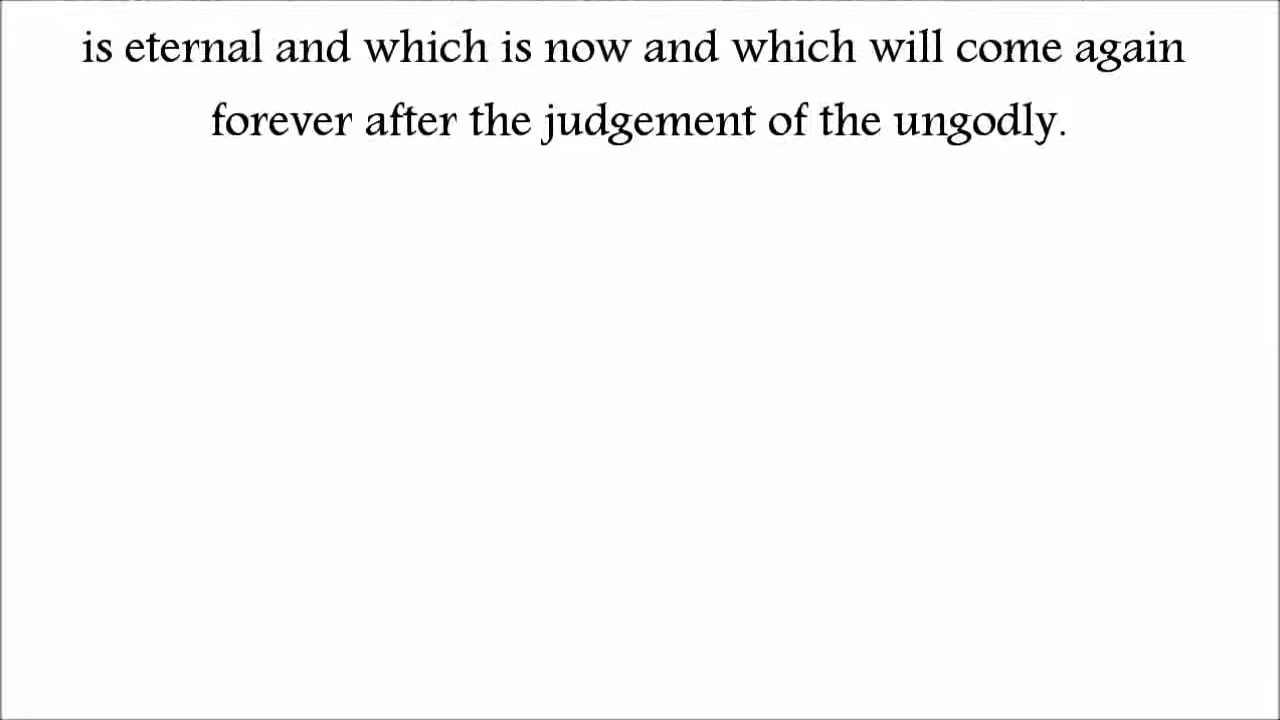 is eternal and which is now and which will come again
forever after the judgement of the ungodly.